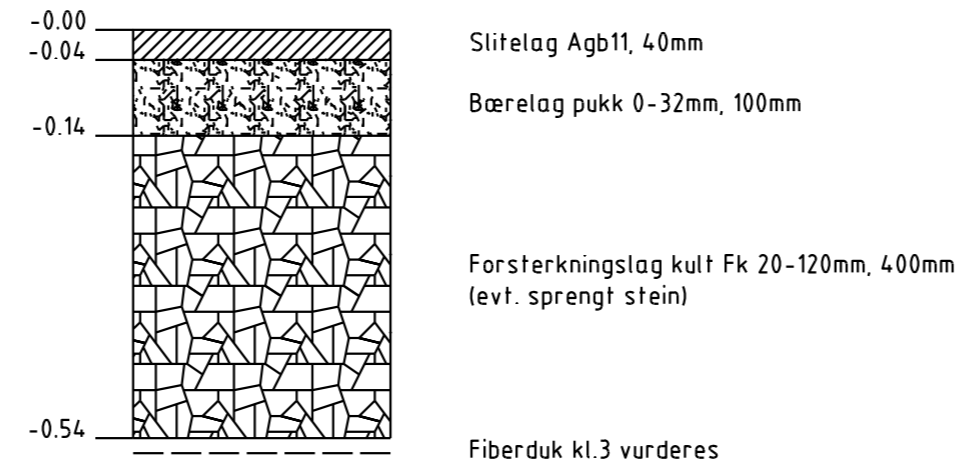 -0.00
Slitelag Agb11, 40mm
-0.04
Bærelag pukk 0-32mm, 100mm
-0.14
Forsterkningslag kult Fk 20-120mm, 400mm
(evt. sprengt stein)
-0.54
Fiberduk kl.3 vurderes